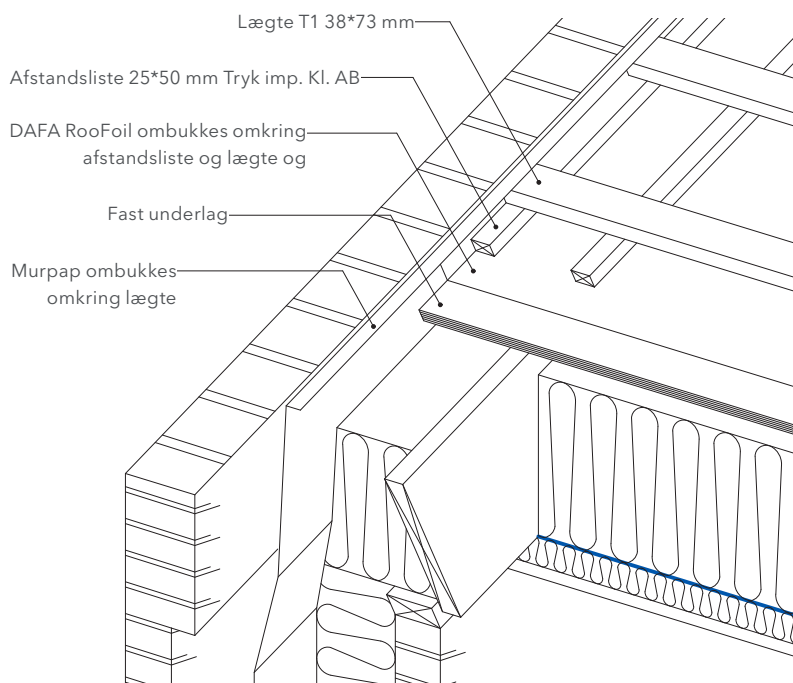 Lægte T1 38*73 mm
Afstandsliste 25*50 mm Tryk imp. Kl. AB
DAFA RooFoil ombukkes omkring
afstandsliste og lægte og
Fast underlag
Murpap ombukkes
omkring lægte